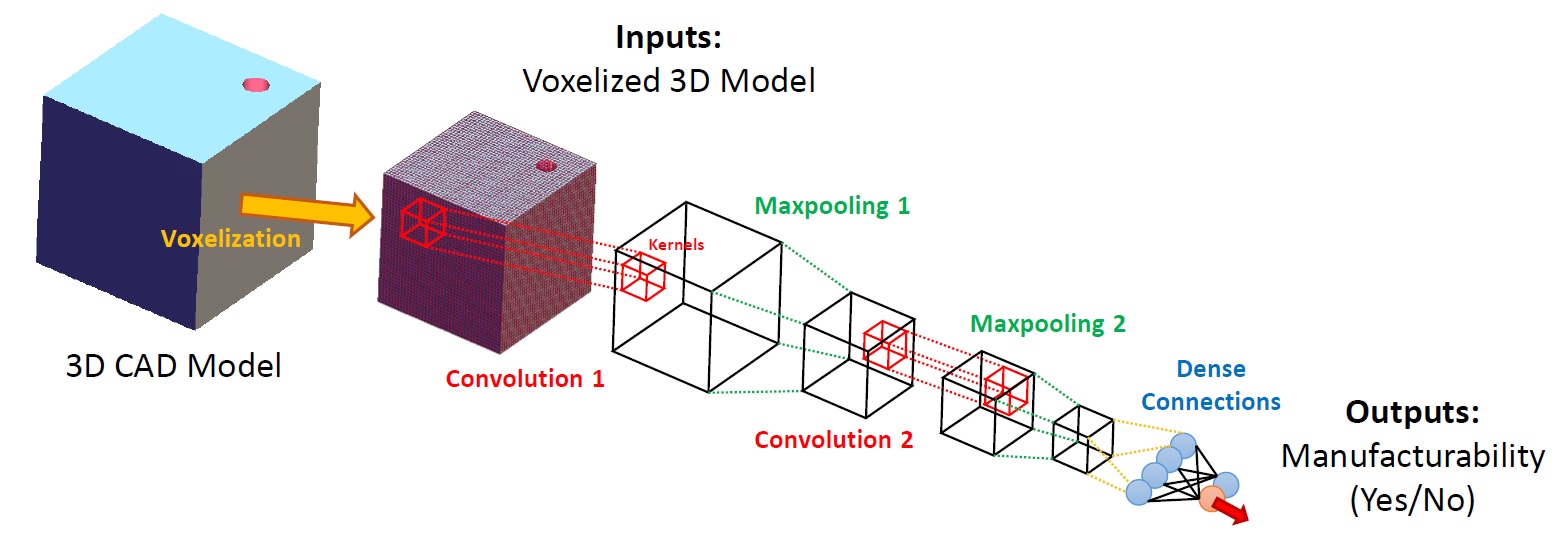 Inputs:
Voxelized 3D Model
Voxelization
3D CAD Model
Kernels
Convolution 1
Maxpooling 1
Convolution 2
Maxpooling 2
Dense
Connections
Outputs:
Manufacturability
(Yes/No)